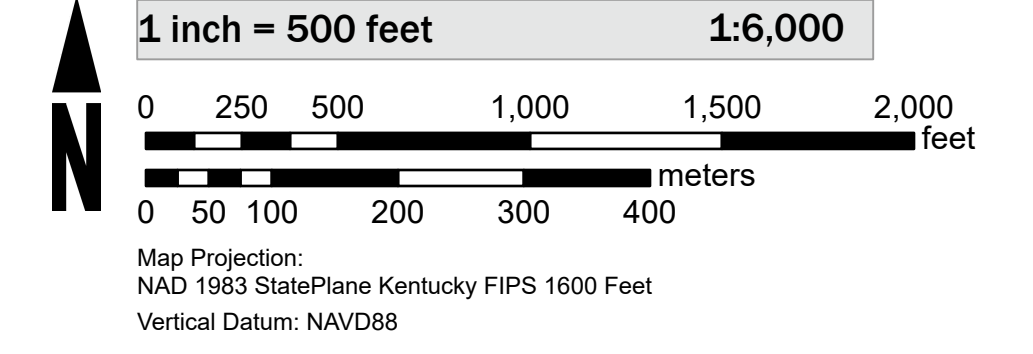 1 inch = 500 feet 1:6,000
0 250 500 1,000 1,500 2,000
feet
meters
0 50 100 200 300 400
N
Map Projection:
NAD 1983 StatePlane Kentucky FIPS 1600 Feet
Vertical Datum: NAVD88